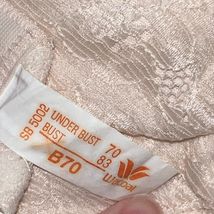 SB 5002
UNDER BUST 70
BUST 83
B70
Wacoal